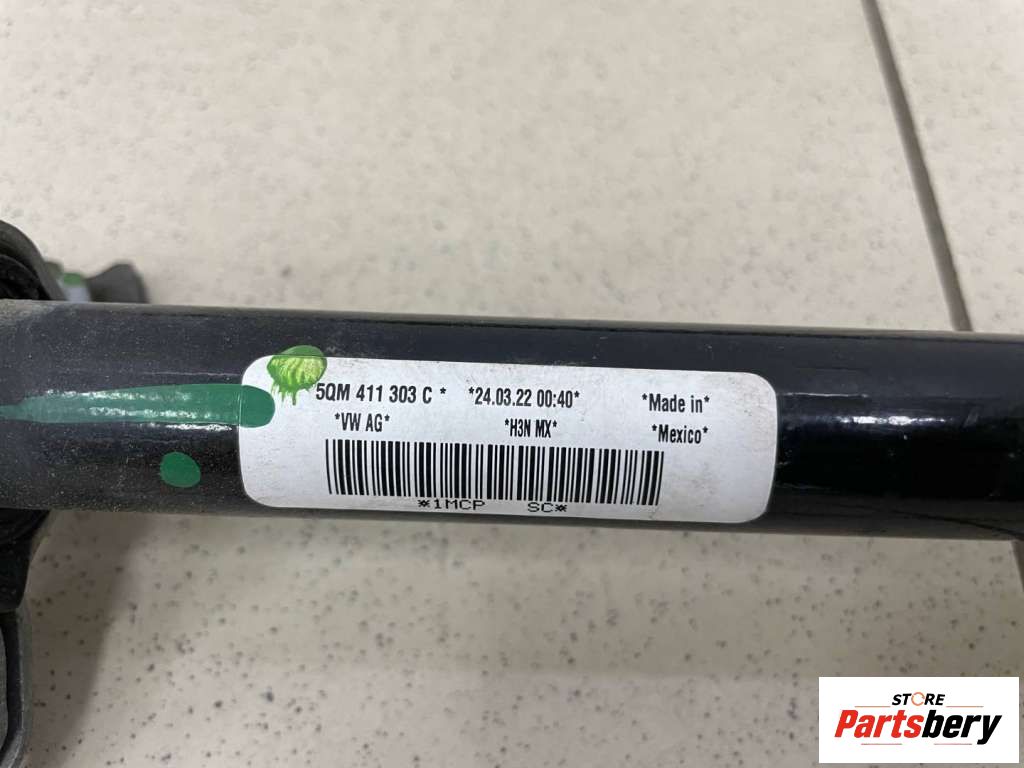 5QM 411 303 C * *24.03.22 00:40* *Made in*
*VW AG* *H3N MX* *Mexico*
*1MCP SC*
STORE
Partsbery